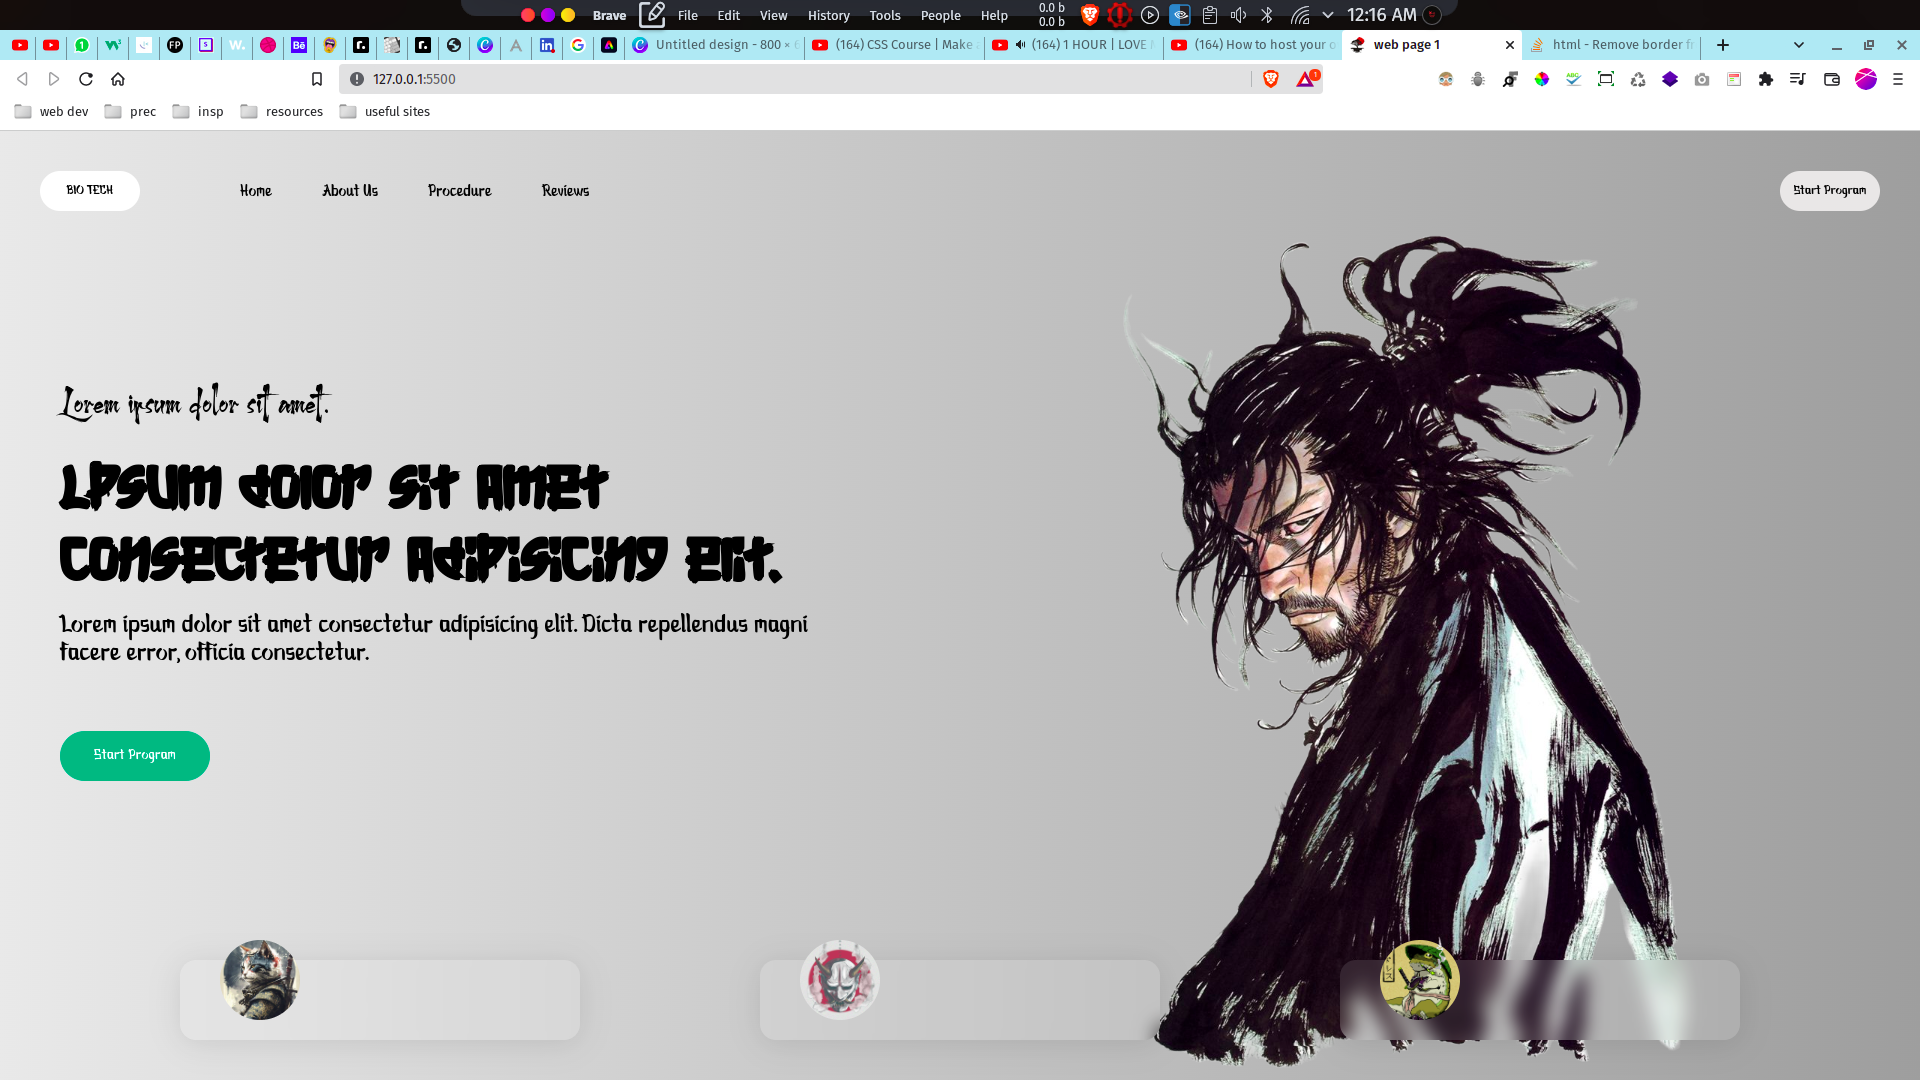 Brave File Edit View History Tools People Help 0.0 b 0.0 b 12:16 AM
Untitled design - 800 × 6 (164) CSS Course | Make (164) 1 HOUR | LOVE (164) How to host your o web page 1 html - Remove border fr
127.0.0.1:5500
web dev prec insp resources useful sites
BIO TECH Home About Us Procedure Reviews Start Program
Lorem ipsum dolor sit amet.
Lpsum dolor sit amet
consectetur adipisicing elit.
Lorem ipsum dolor sit amet consectetur adipisicing elit. Dicta repellendus magni
facere error, officia consectetur.
Start Program